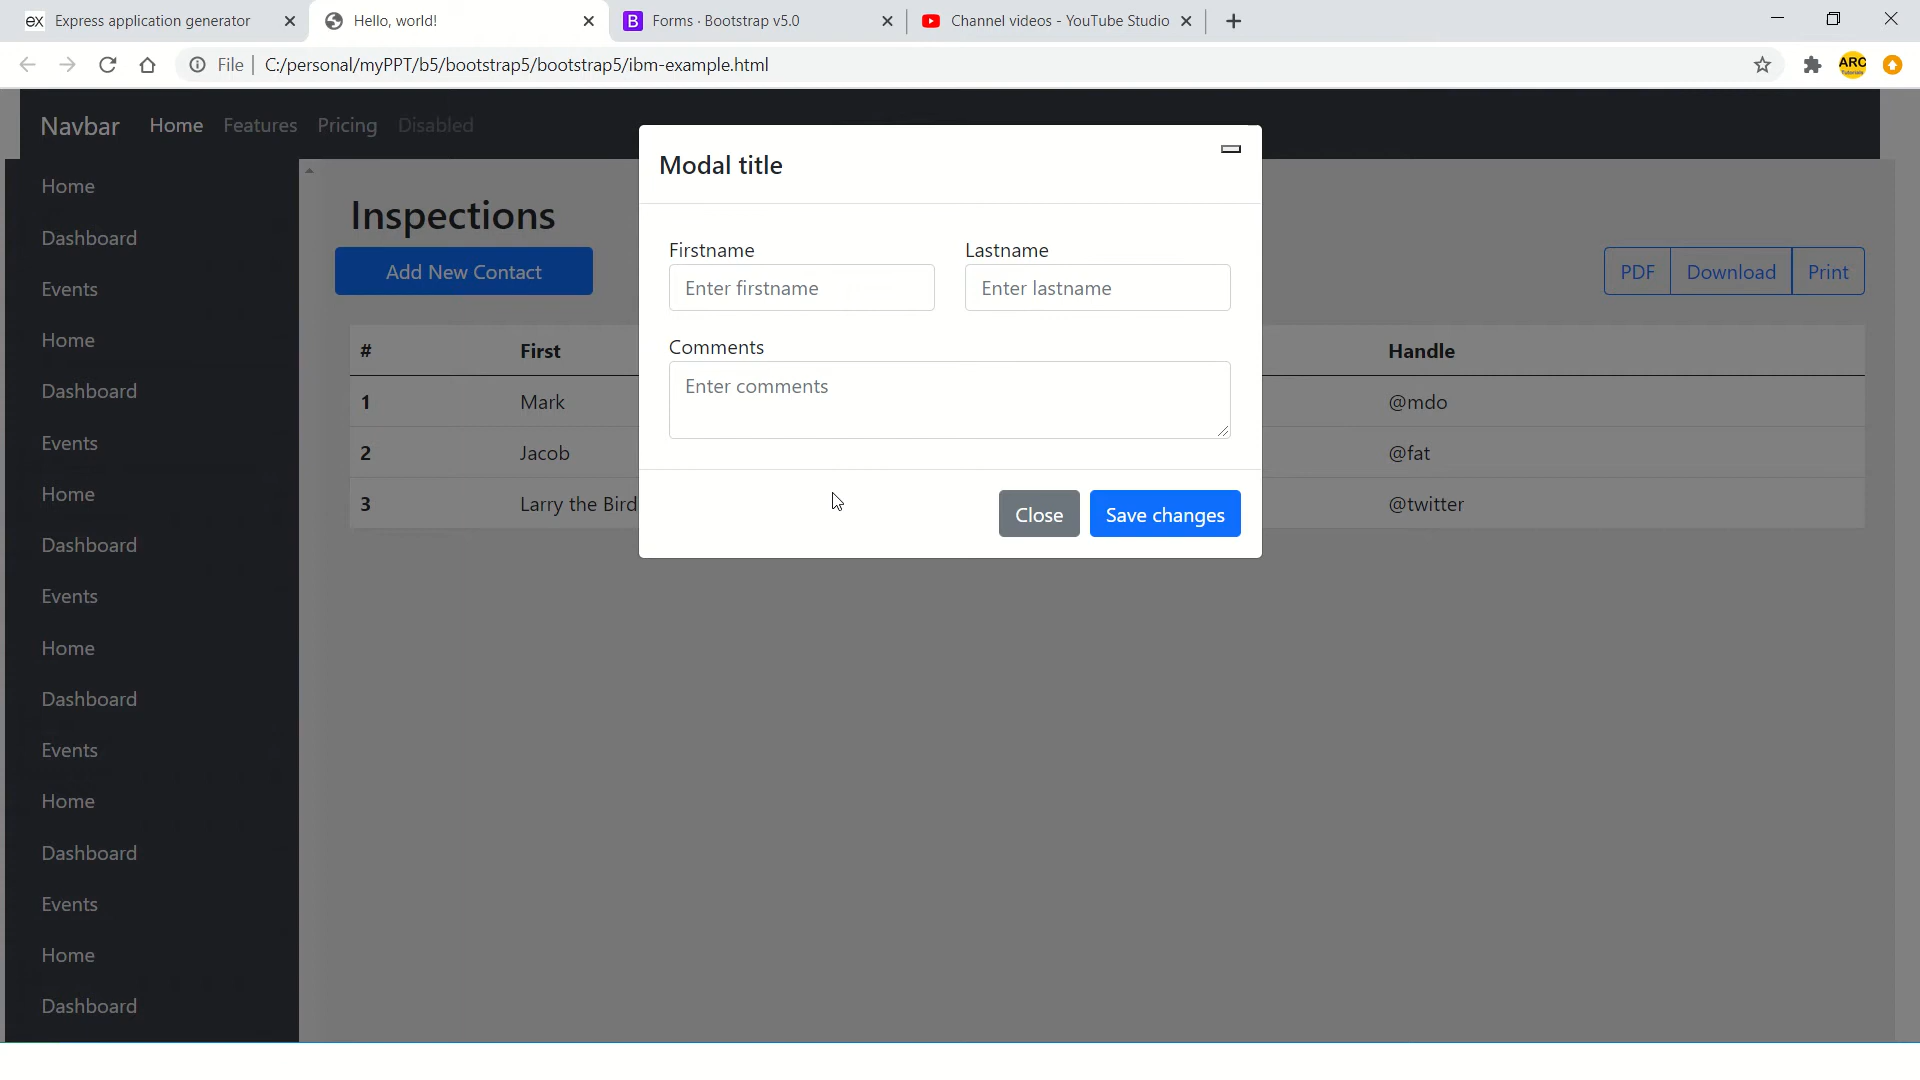 Express application generator
Hello, world!
B Forms · Bootstrap v5.0
Channel videos - YouTube Studio
File C:/personal/myPPT/b5/bootstrap5/bootstrap5/ibm-example.html
ARC
Navbar Home Features Pricing Disabled
Home
Dashboard
Events
Home
Dashboard
Events
Home
Dashboard
Events
Home
Dashboard
Events
Home
Dashboard
Events
Home
Dashboard
Inspections
Add New Contact
PDF Download Print
# First Handle
1 Mark @mdo
2 Jacob @fat
3 Larry the Bird @twitter
Modal title
Firstname Lastname
Enter firstname Enter lastname
Comments
Enter comments
Close Save changes